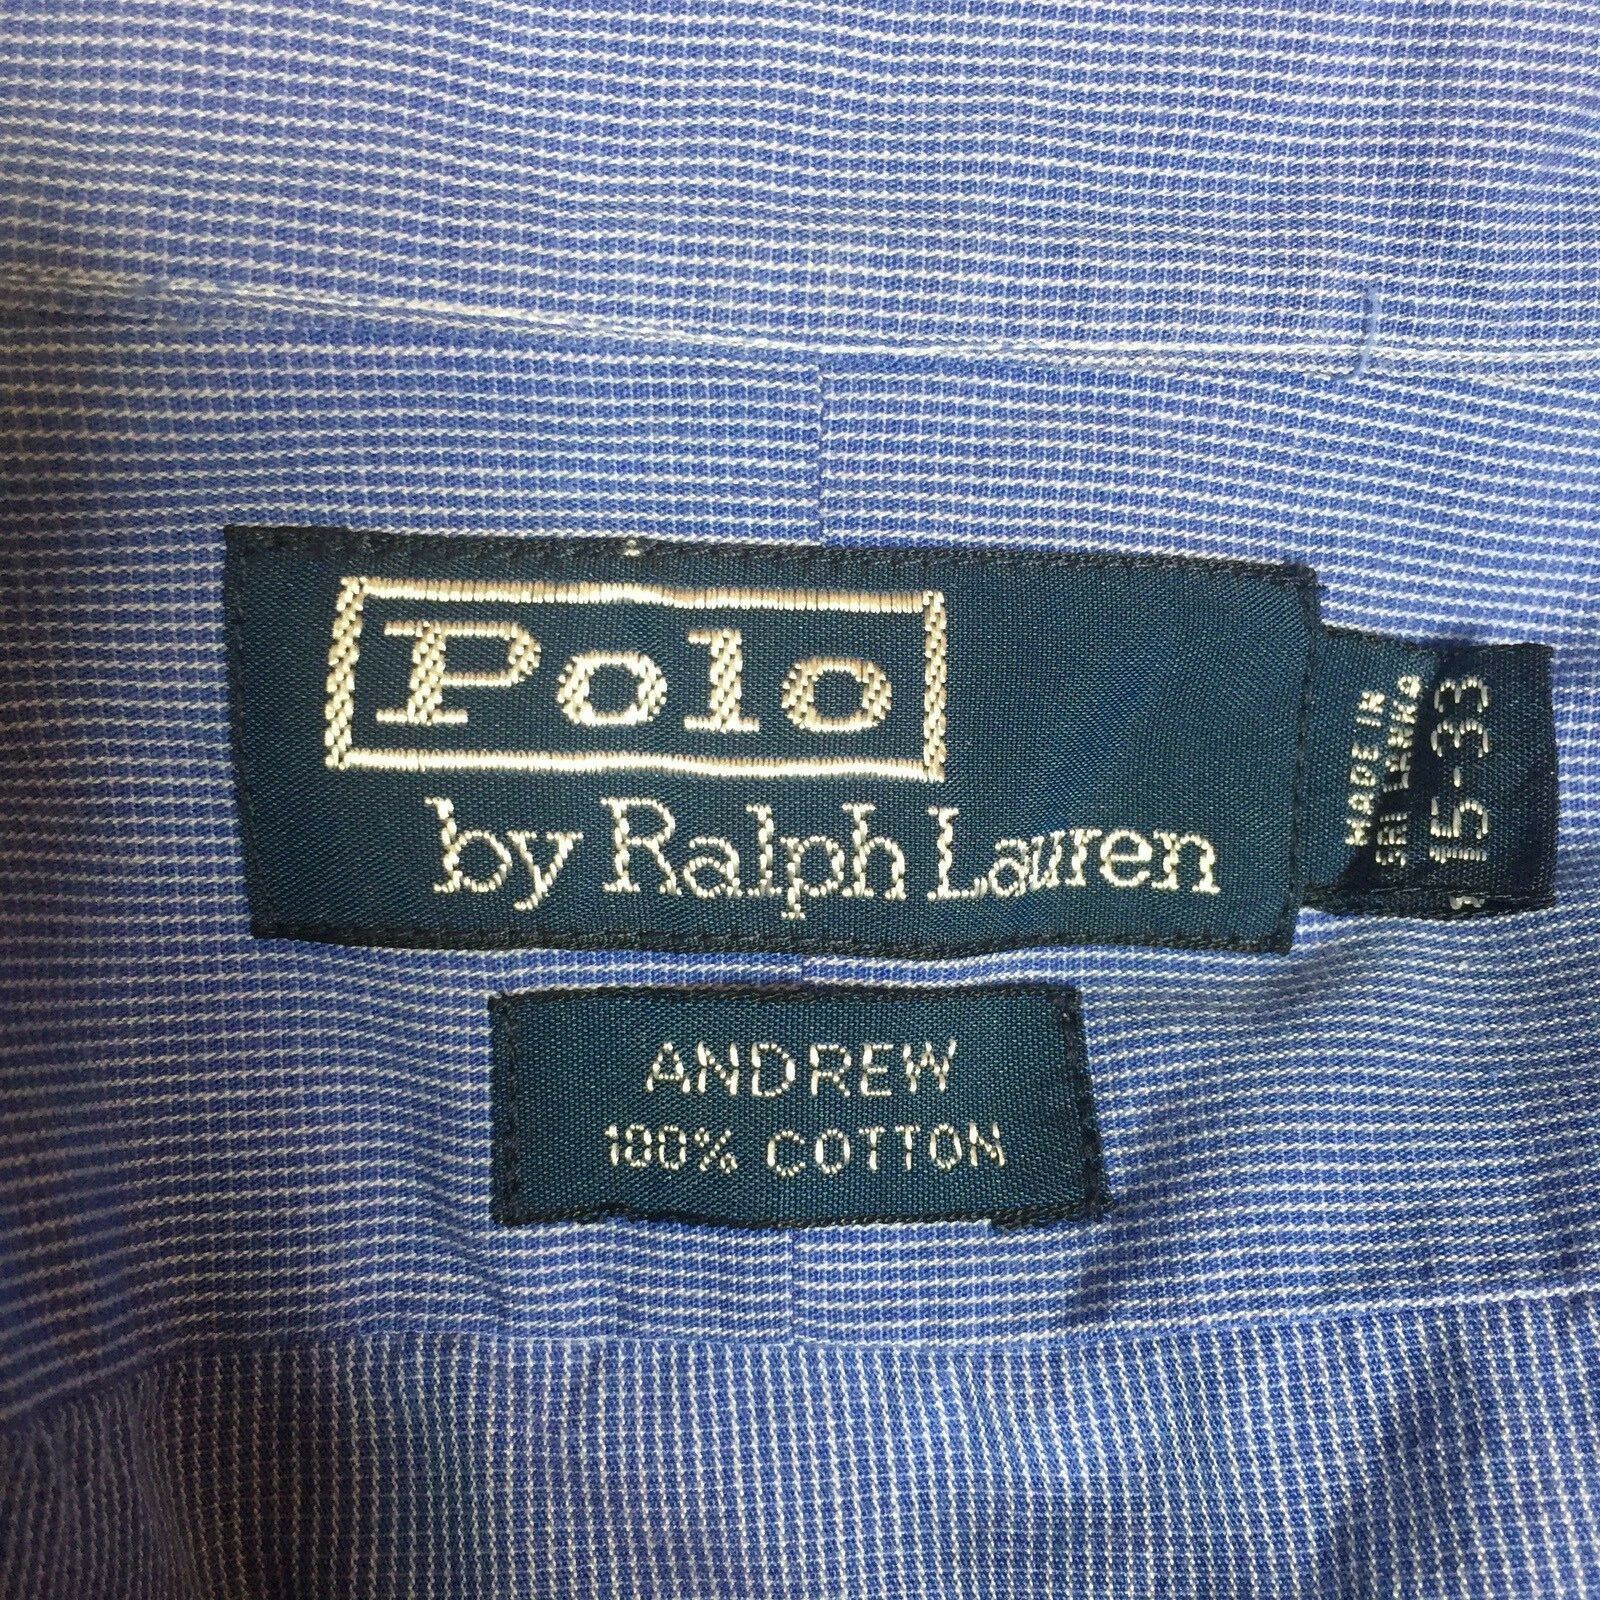 Polo
by Ralph Lauren
MADE IN
SRI LANKA
15-33
ANDREW
100% COTTON